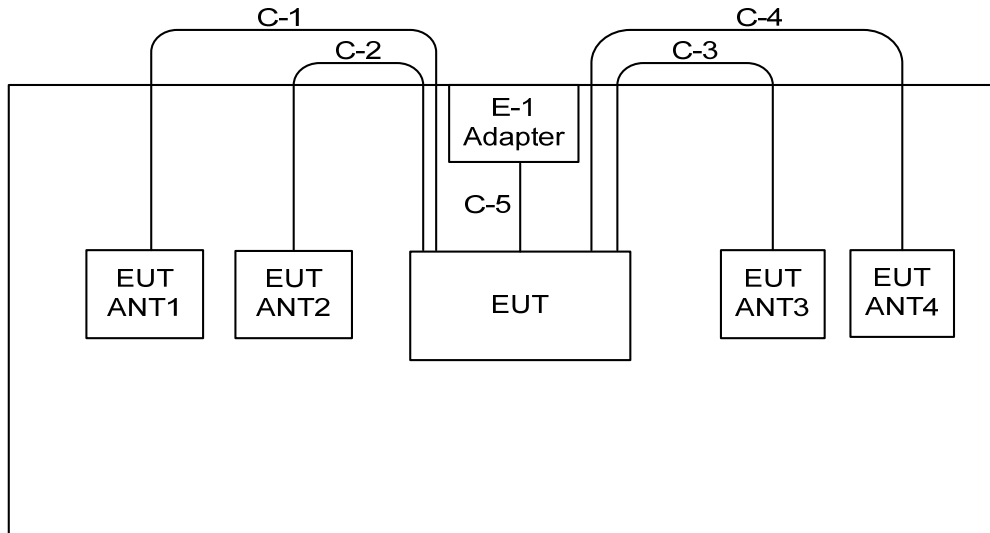 C-1
C-4
C-2
C-3
E-1
Adapter
C-5
EUT
ANT1
EUT
ANT2
EUT
EUT
ANT3
EUT
ANT4